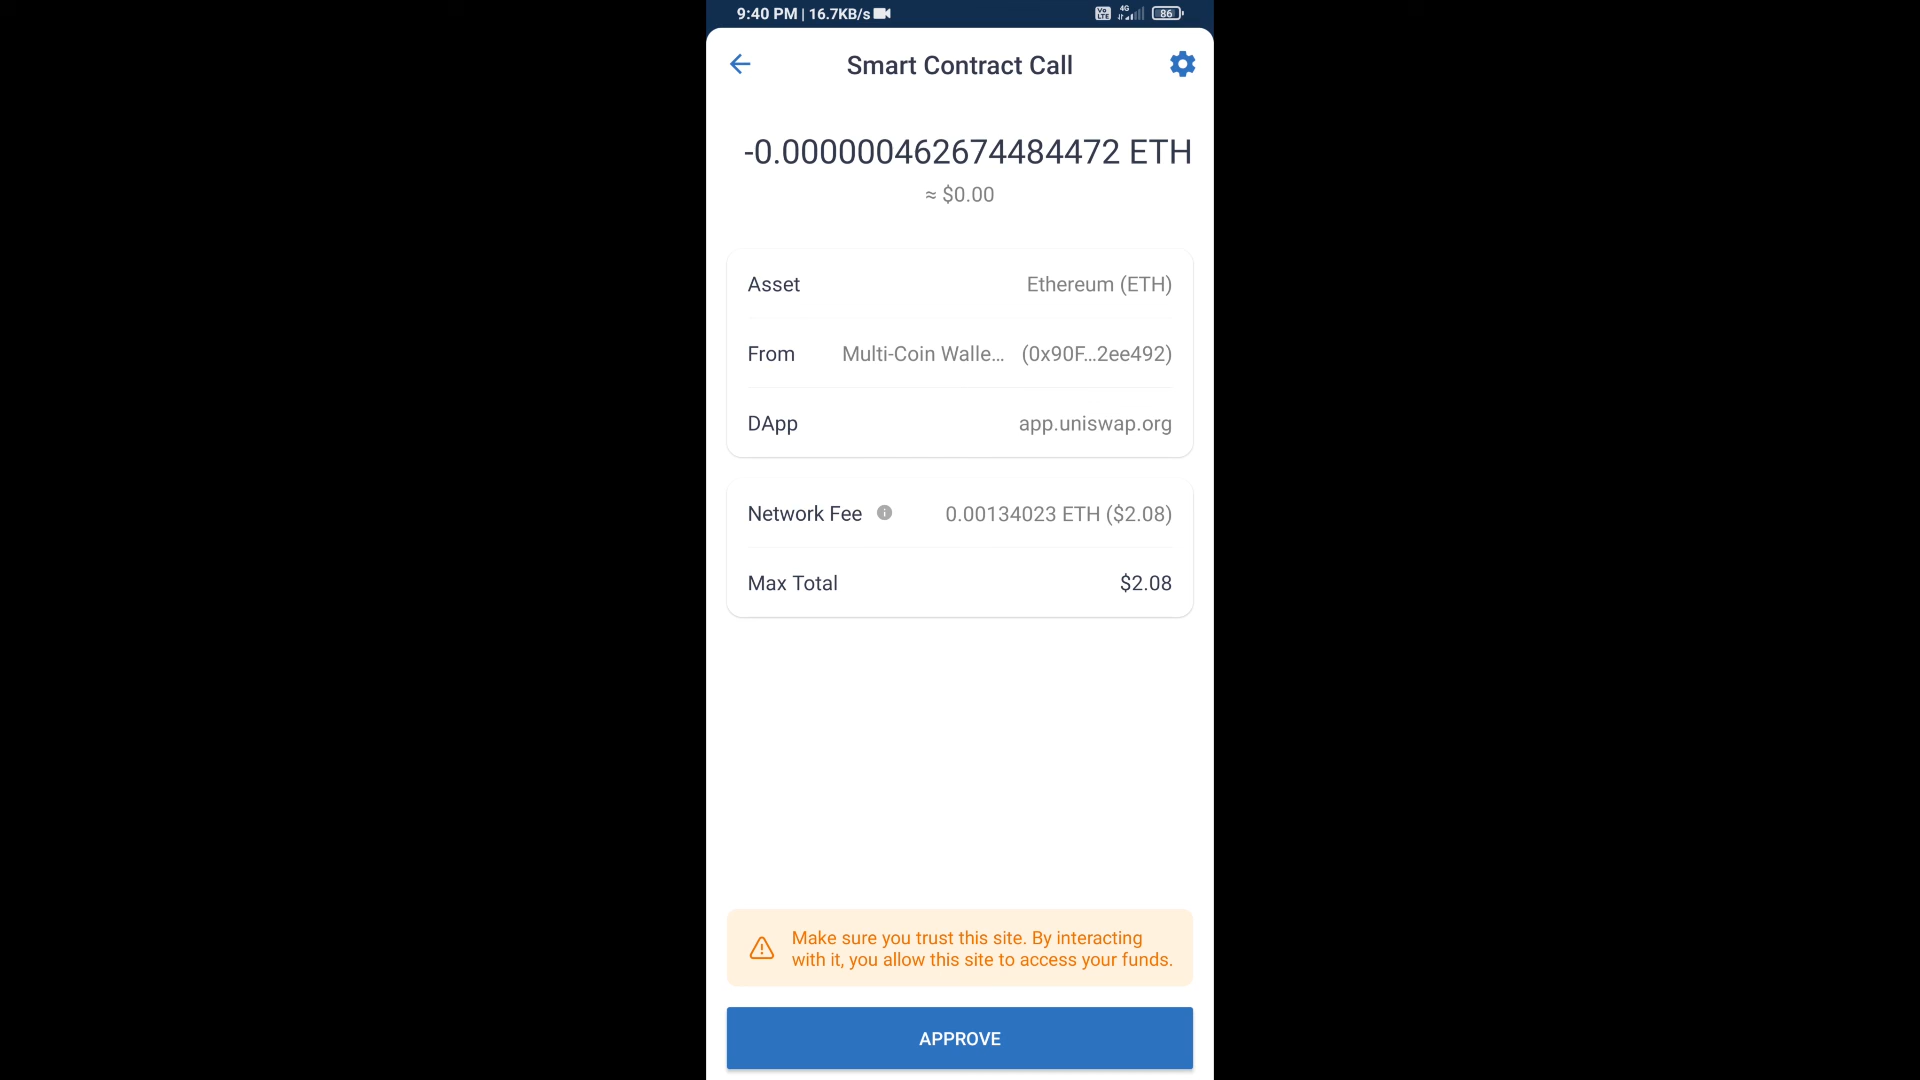 9:40 PM | 16.7KB/s
Vo LTE 4G 86
Smart Contract Call
-0.000000462674484472 ETH
≈ $0.00
Asset Ethereum (ETH)
From Multi-Coin Walle... (0x90F...2ee492)
DApp app.uniswap.org
Network Fee 0.00134023 ETH ($2.08)
Max Total $2.08
Make sure you trust this site. By interacting
with it, you allow this site to access your funds.
APPROVE